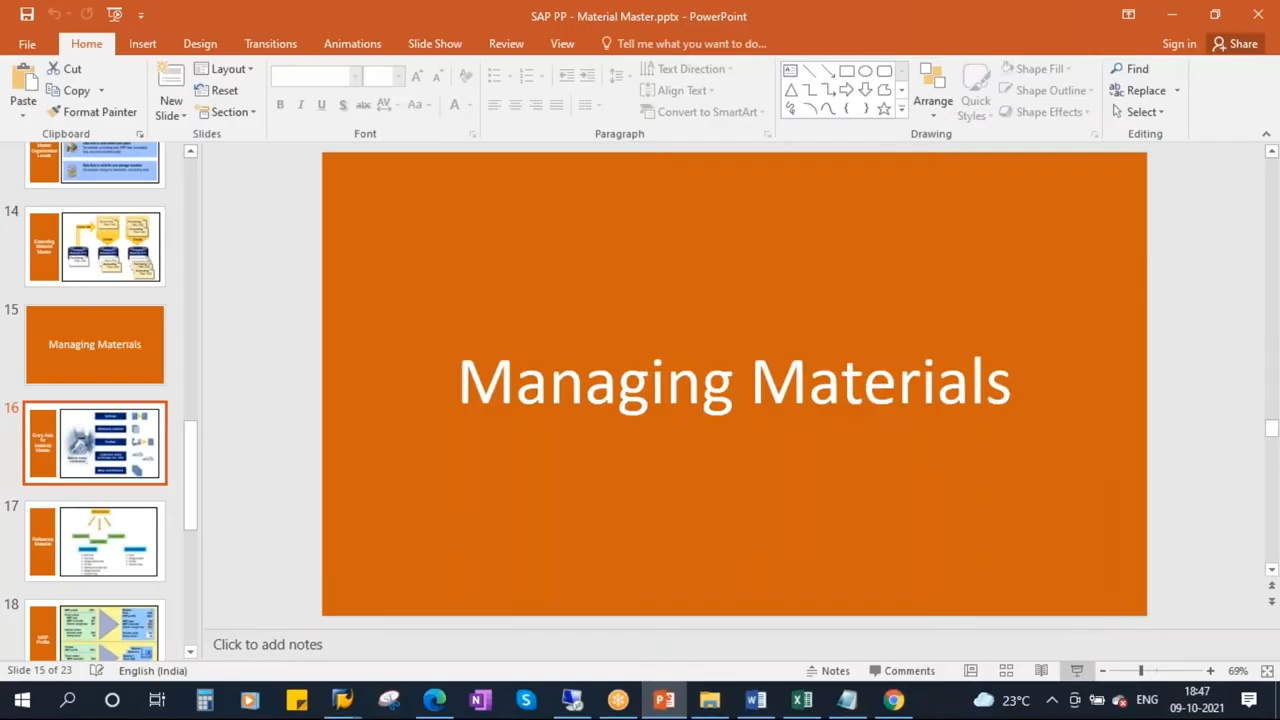 SAP PP - Material Master.pptx - PowerPoint
File Home Insert Design Transitions Animations Slide Show Review View Tell me what you want to do... Sign in Share
Paste
Cut
Copy
Format Painter
Clipboard
New
Slide
Layout
Reset
Section
Slides
Font
Text Direction
Align Text
Convert to SmartArt
Paragraph
Arrange
Quick
Styles
Shape Fill
Shape Outline
Shape Effects
Drawing
Find
Replace
Select
Editing
14
15
Managing Materials
16
17
18
MRP
Profile
Managing Materials
Click to add notes
Slide 15 of 23 English (India) Notes Comments 69%
23°C ENG 18:47
09-10-2021